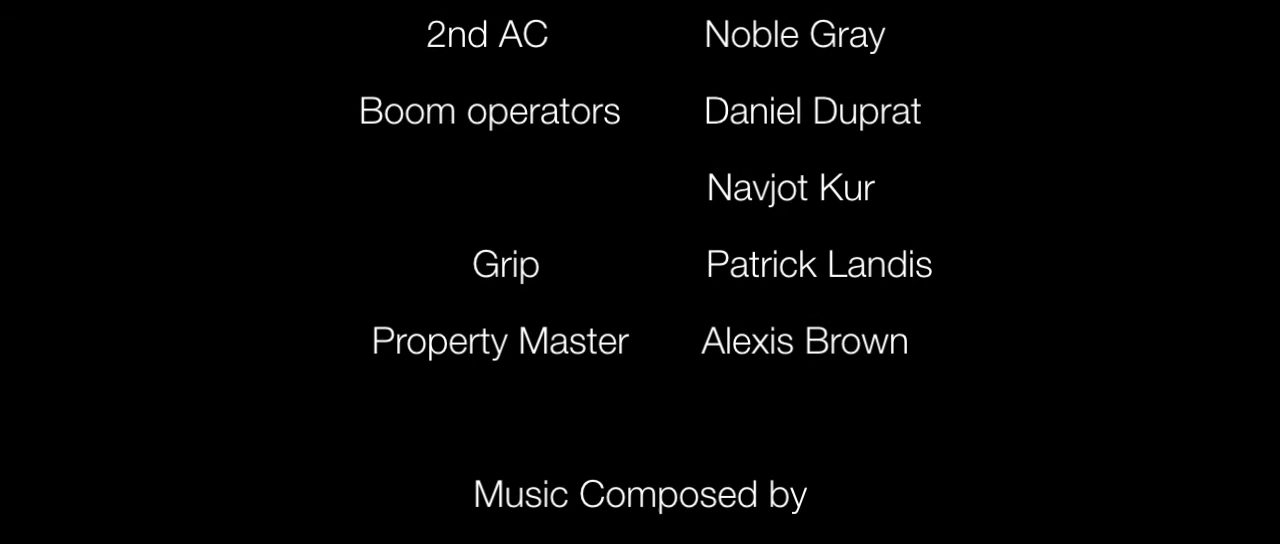 2nd AC Noble Gray
Boom operators Daniel Duprat
Navjot Kur
Grip Patrick Landis
Property Master Alexis Brown
Music Composed by